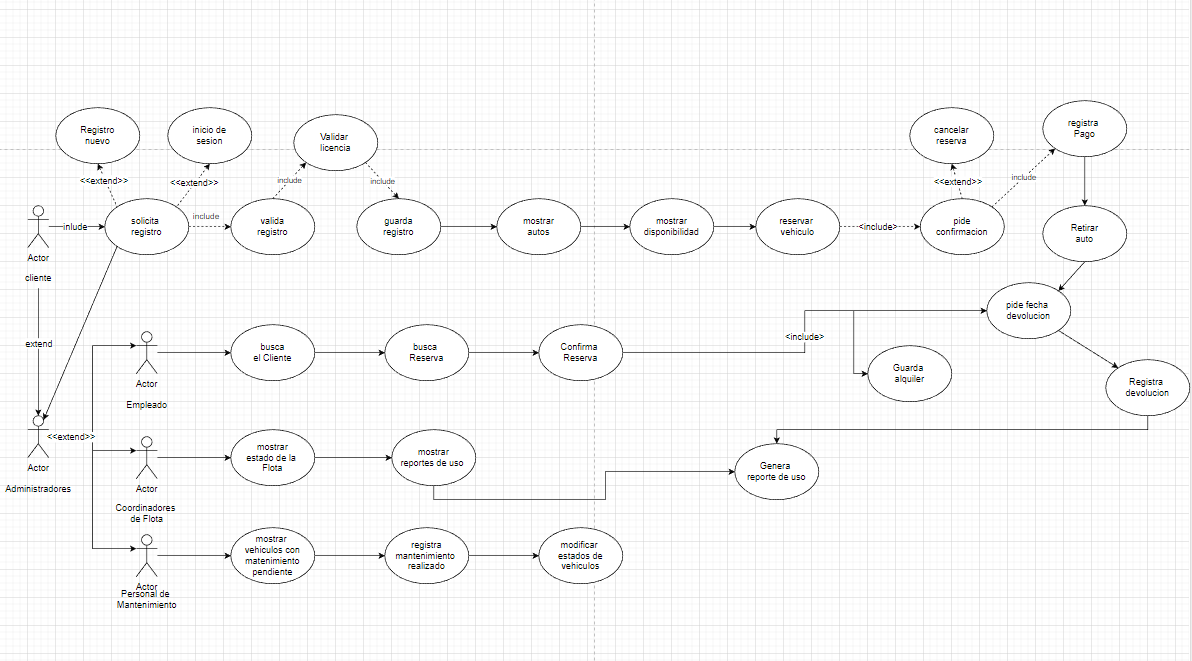 Registro
nuevo
inicio de
sesion
Validar
licencia
cancelar
reserva
registra
Pago
<<extend>>
<<extend>>
include
include
<<extend>>
include
inlude
solicita
registro
include
valida
registro
guarda
registro
mostrar
autos
mostrar
disponibilidad
reservar
vehiculo
<include>
pide
confirmacion
Retirar
auto
Actor
cliente
extend
pide fecha
devolucion
busca
el Cliente
busca
Reserva
Confirma
Reserva
<include>
Guarda
alquiler
Registra
devolucion
Actor
Empleado
<<extend>>
Actor
Administradores
mostrar
estado de la
Flota
mostrar
reportes de uso
Genera
reporte de uso
Actor
Coordinadores
de Flota
mostrar
vehiculos con
matenimiento
pendiente
registra
mantenimiento
realizado
modificar
estados de
vehiculos
Actor
Personal de
Mantenimiento